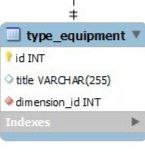 type_equipment
id INT
title VARCHAR(255)
dimension_id INT
Indexes